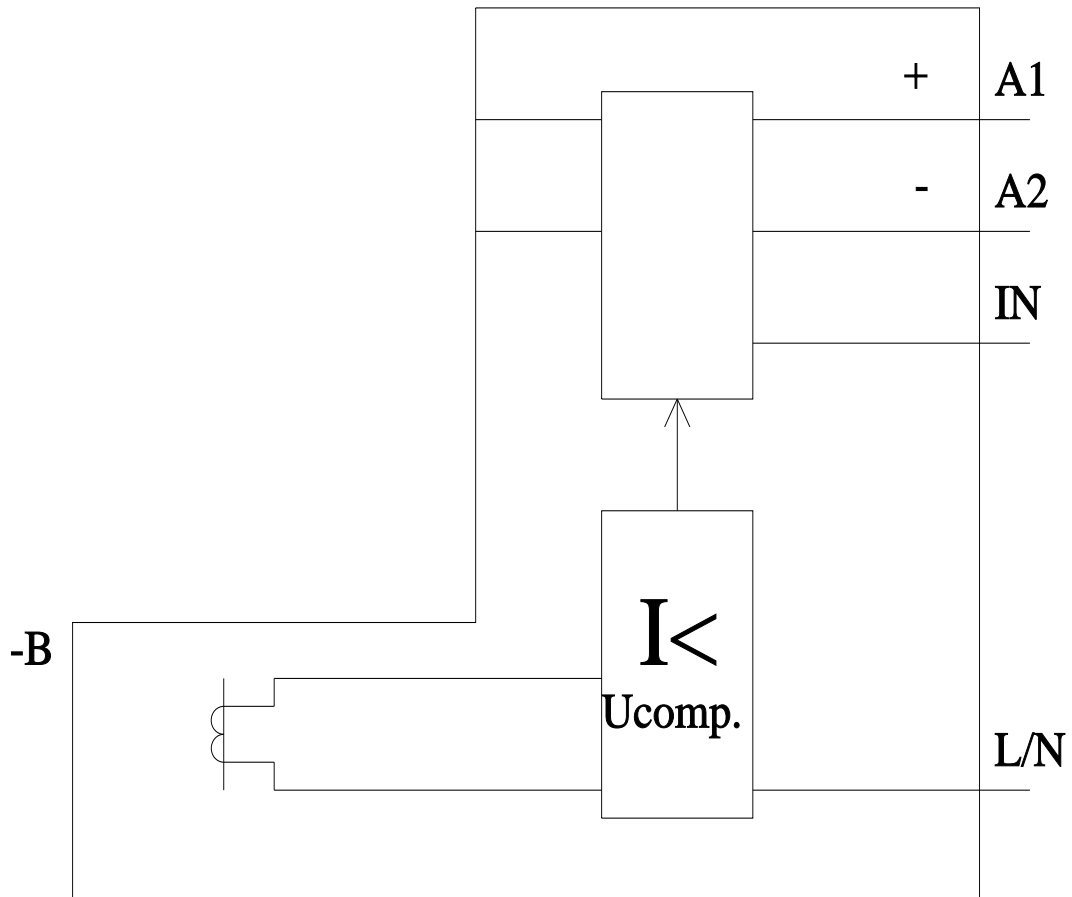 + A1
- A2
IN
I<
-B
Ucomp.
L/N